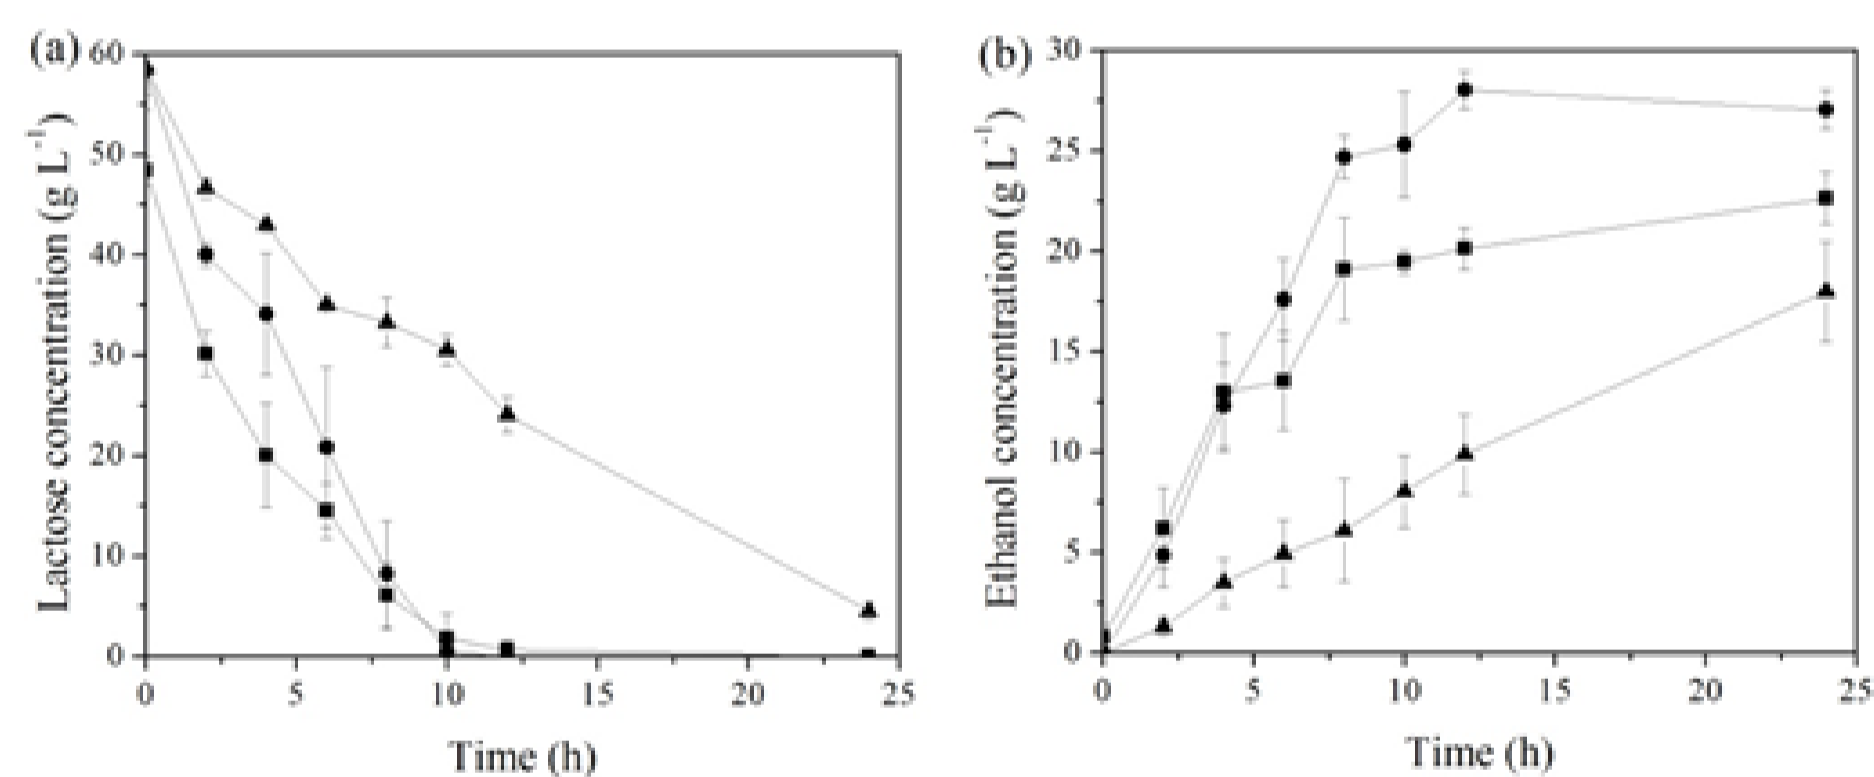 (a)
60
50
40
30
20
10
0
0 5 10 15 20 25
Lactose concentration (g L⁻¹)
Time (h)
(b)
30
25
20
15
10
5
0
0 5 10 15 20 25
Ethanol concentration (g L⁻¹)
Time (h)